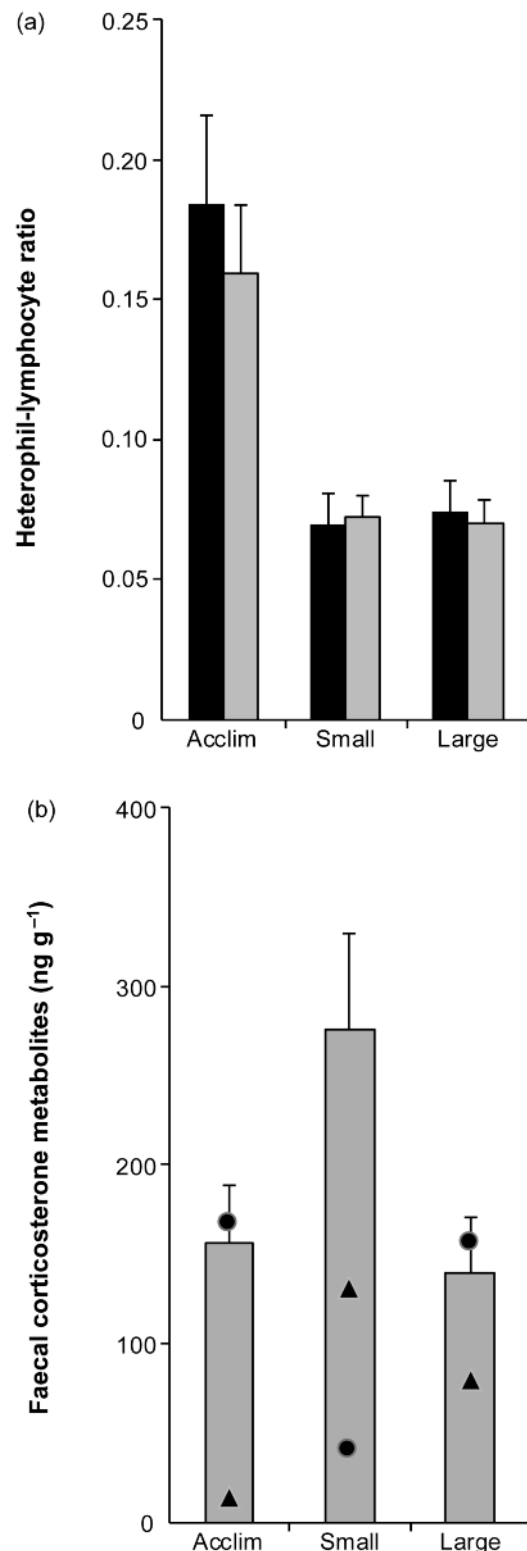 (a)
0.25
0.20
0.15
0.10
0.05
0
Heterophil-lymphocyte ratio
Acclim Small Large
(b)
400
300
200
100
0
Faecal corticosterone metabolites (ng g⁻¹)
Acclim Small Large